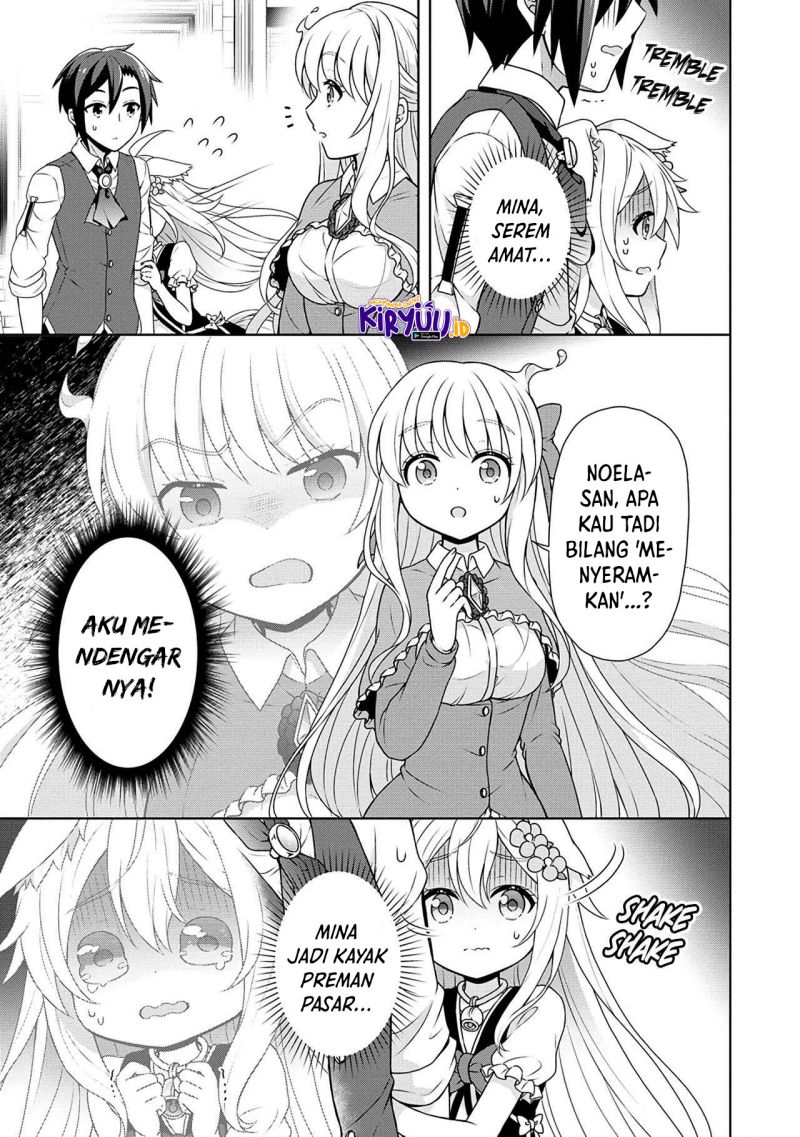 TREMBLE
TREMBLE
MINA,
SEREM
AMAT...
KIRYUU.id
NOELA-
SAN, APA
KAU TADI
BILANG 'ME-
NYERAM-
KAN'...?
AKU ME-
NDENGAR
NYA!
MINA
JADI KAYAK
PREMAN
PASAR...
SHAKE
SHAKE